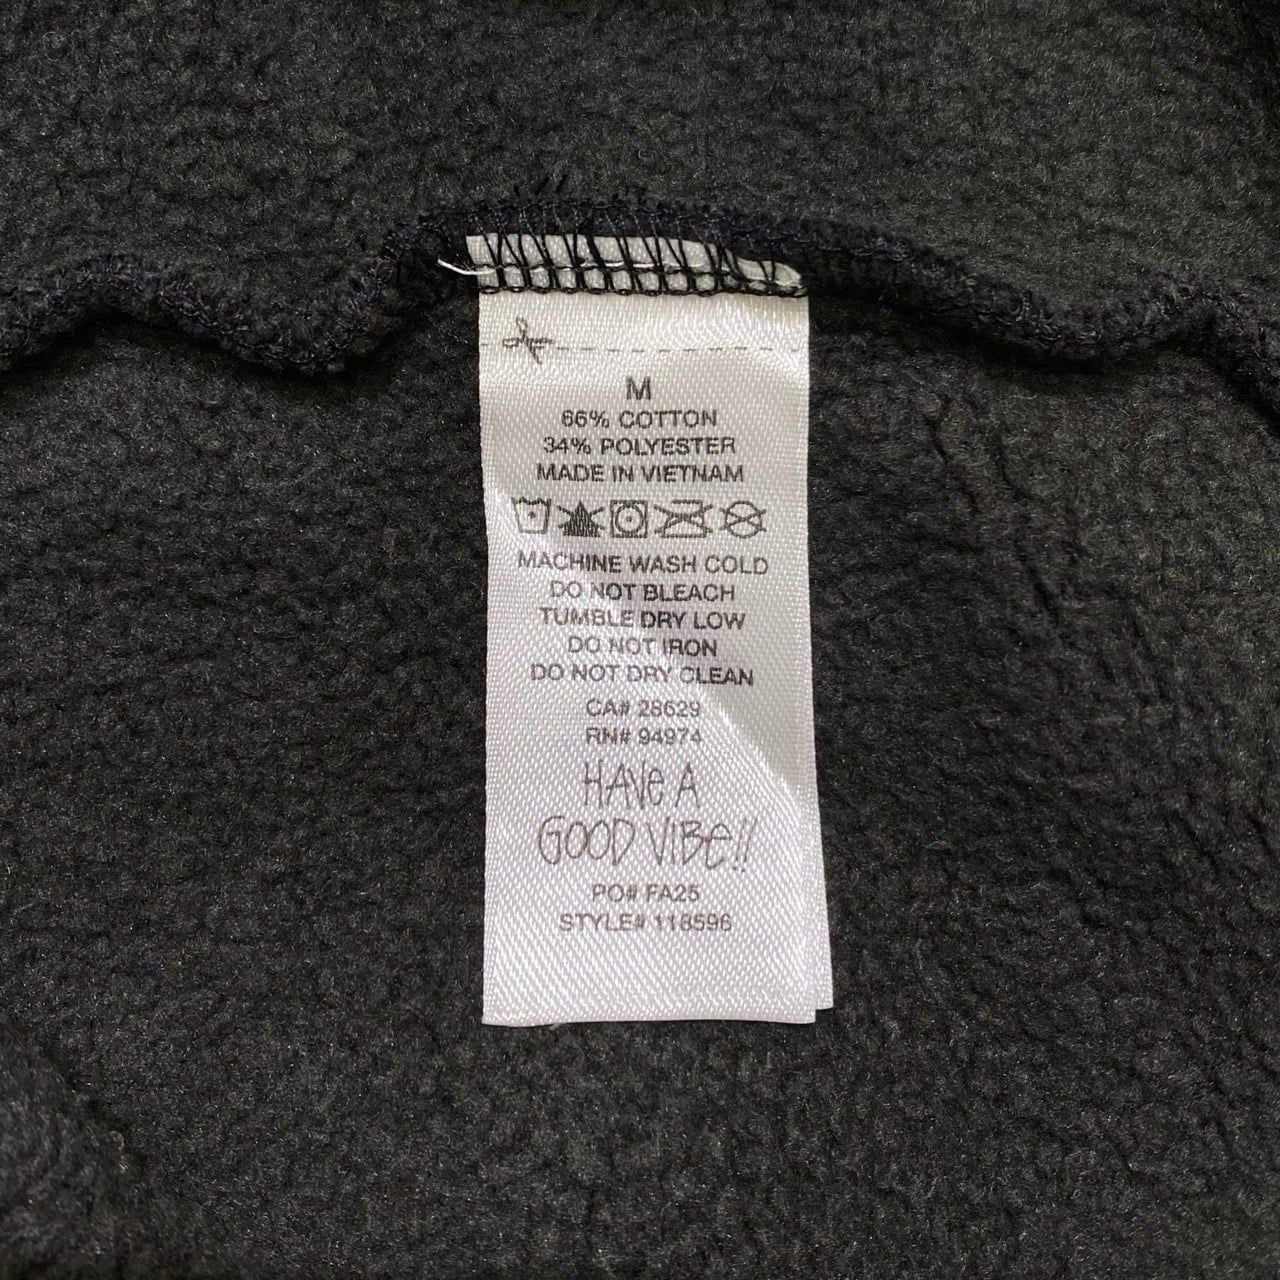 M
66% COTTON
34% POLYESTER
MADE IN VIETNAM
MACHINE WASH COLD
DO NOT BLEACH
TUMBLE DRY LOW
DO NOT IRON
DO NOT DRY CLEAN
CA# 28629
RN# 94974
HAVe A
GOOD VIBe!!
PO# FA25
STYLE# 118596